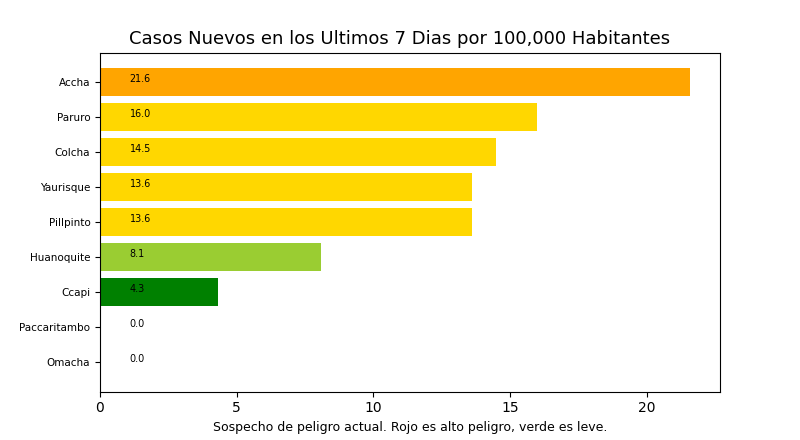 Casos Nuevos en los Ultimos 7 Dias por 100,000 Habitantes
Accha 21.6
Paruro 16.0
Colcha 14.5
Yaurisque 13.6
Pillpinto 13.6
Huanoquite 8.1
Ccapi 4.3
Paccaritambo 0.0
Omacha 0.0
0 5 10 15 20
Sospecho de peligro actual. Rojo es alto peligro, verde es leve.